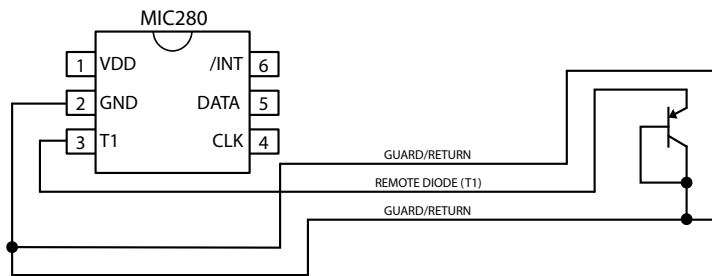 MIC280
1 VDD /INT 6
2 GND DATA 5
3 T1 CLK 4
GUARD/RETURN
REMOTE DIODE (T1)
GUARD/RETURN